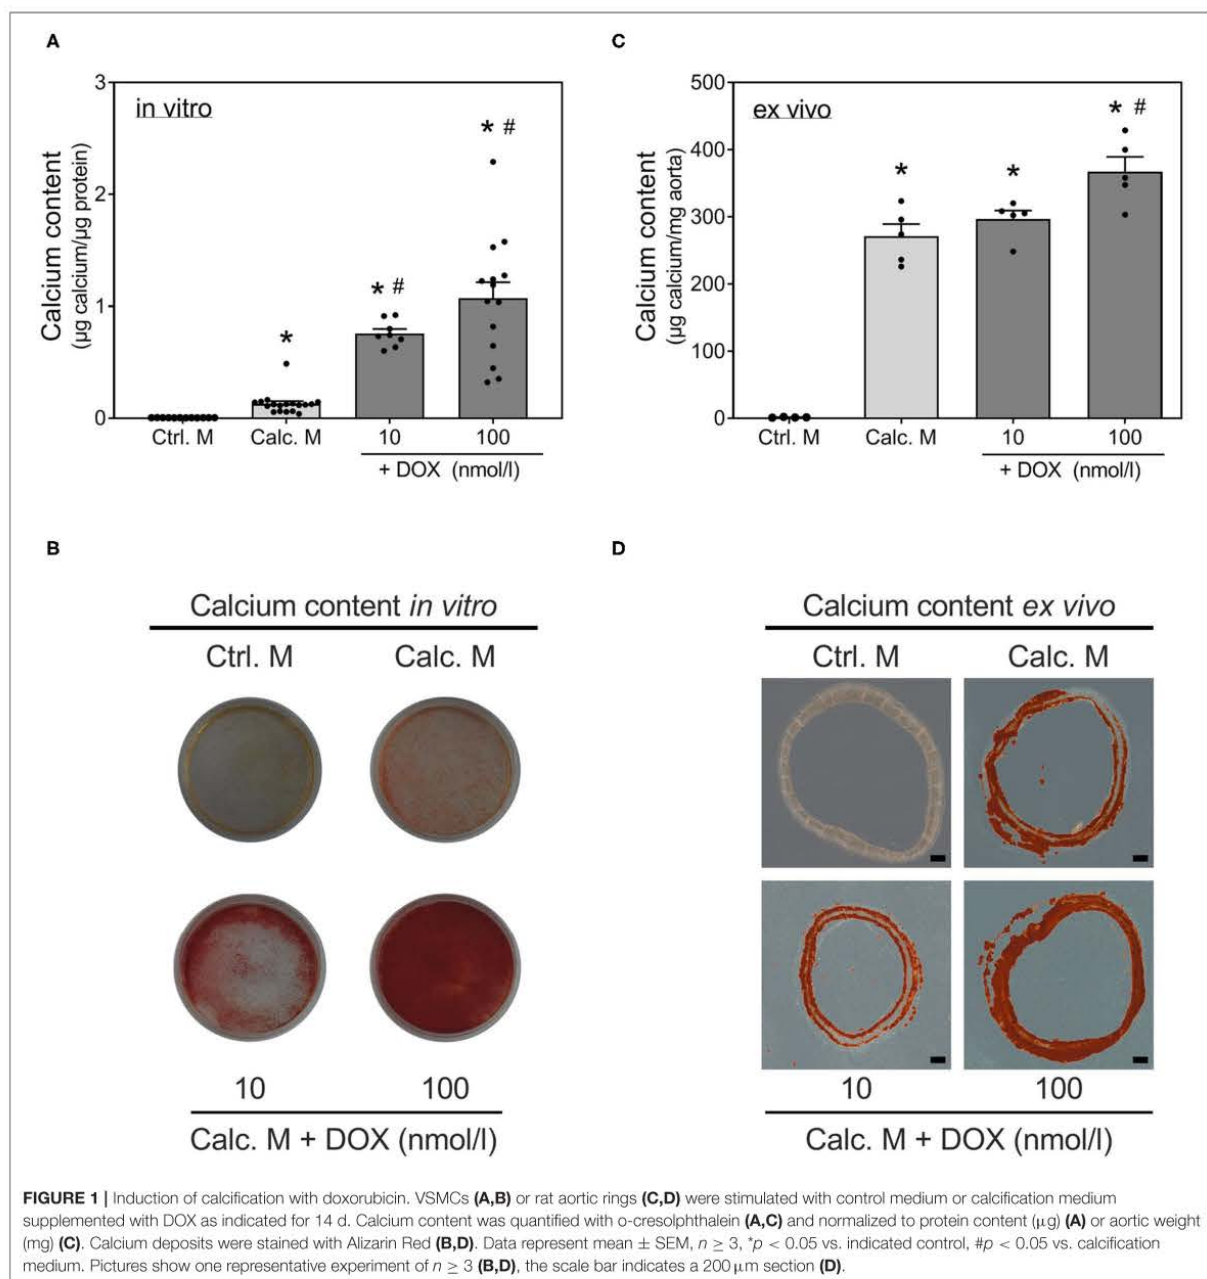 A
in vitro
Calcium content
(µg calcium/µg protein)
3
2
1
0
*
* #
* #
Ctrl. M Calc. M 10 100
+ DOX (nmol/l)
C
ex vivo
Calcium content
(µg calcium/mg aorta)
500
400
300
200
100
0
*
*
* #
Ctrl. M Calc. M 10 100
+ DOX (nmol/l)
B
Calcium content in vitro
Ctrl. M Calc. M
10 100
Calc. M + DOX (nmol/l)
D
Calcium content ex vivo
Ctrl. M Calc. M
10 100
Calc. M + DOX (nmol/l)
FIGURE 1 | Induction of calcification with doxorubicin. VSMCs (A,B) or rat aortic rings (C,D) were stimulated with control medium or calcification medium
supplemented with DOX as indicated for 14 d. Calcium content was quantified with o-cresolphthalein (A,C) and normalized to protein content (µg) (A) or aortic weight
(mg) (C). Calcium deposits were stained with Alizarin Red (B,D). Data represent mean ± SEM, n ≥ 3, *p < 0.05 vs. indicated control, #p < 0.05 vs. calcification
medium. Pictures show one representative experiment of n ≥ 3 (B,D), the scale bar indicates a 200 µm section (D).